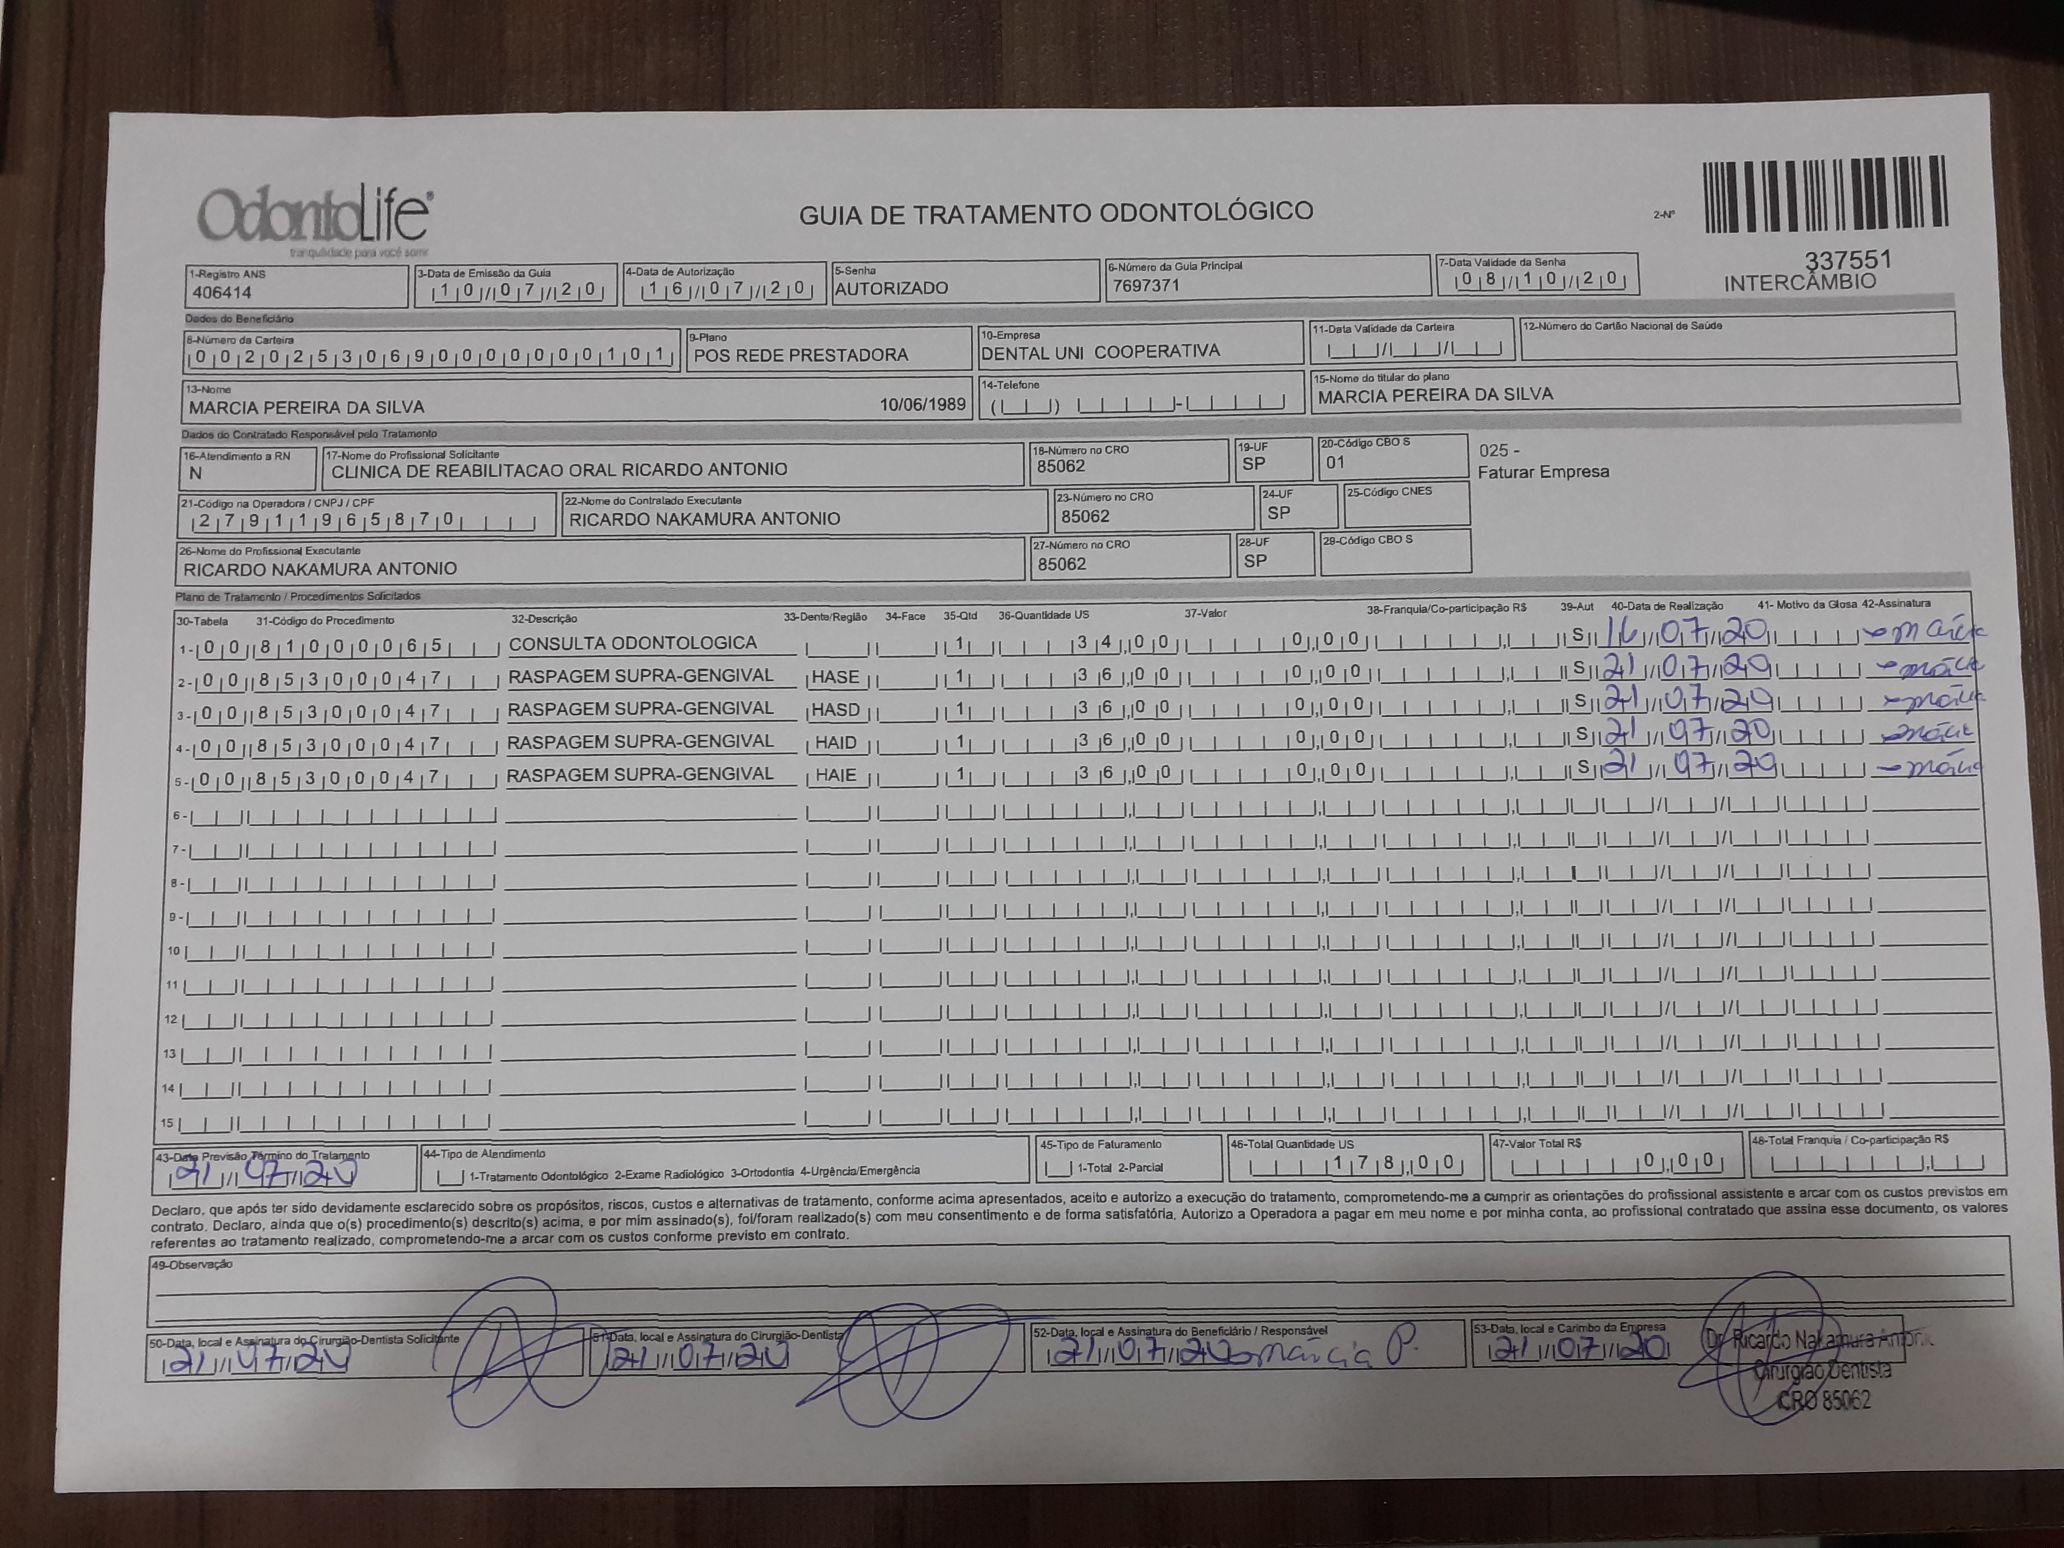 OdontoLife®
tranquilidade para você sorrir
GUIA DE TRATAMENTO ODONTOLÓGICO
2-Nº
337551
INTERCÂMBIO
1-Registro ANS
406414
3-Data de Emissão da Guia
10/07/20
4-Data de Autorização
16/07/20
5-Senha
AUTORIZADO
6-Número da Guia Principal
7697371
7-Data Validade da Senha
08/10/20
Dados do Beneficiário
8-Número da Carteira
00202530690000000101
9-Plano
POS REDE PRESTADORA
10-Empresa
DENTAL UNI COOPERATIVA
11-Data Validade da Carteira
12-Número do Cartão Nacional de Saúde
13-Nome
MARCIA PEREIRA DA SILVA 10/06/1989
14-Telefone
15-Nome do titular do plano
MARCIA PEREIRA DA SILVA
Dados do Contratado Responsável pelo Tratamento
16-Atendimento a RN
N
17-Nome do Profissional Solicitante
CLINICA DE REABILITACAO ORAL RICARDO ANTONIO
18-Número no CRO
85062
19-UF
SP
20-Código CBO S
01
025 -
Faturar Empresa
21-Código na Operadora / CNPJ / CPF
27911965870
22-Nome do Contratado Executante
RICARDO NAKAMURA ANTONIO
23-Número no CRO
85062
24-UF
SP
25-Código CNES
26-Nome do Profissional Executante
RICARDO NAKAMURA ANTONIO
27-Número no CRO
85062
28-UF
SP
29-Código CBO S
Plano de Tratamento / Procedimentos Solicitados
30-Tabela 31-Código do Procedimento 32-Descrição 33-Dente/Região 34-Face 35-Qtd 36-Quantidade US 37-Valor 38-Franquia/Co-participação R$ 39-Aut 40-Data de Realização 41- Motivo da Glosa 42-Assinatura
1- 00 81000065 CONSULTA ODONTOLOGICA 1 34,00 0,00 S 16/07/20 Márcia
2- 00 85300047 RASPAGEM SUPRA-GENGIVAL HASE 1 36,00 0,00 S 21/07/20 Márcia
3- 00 85300047 RASPAGEM SUPRA-GENGIVAL HASD 1 36,00 0,00 S 21/07/20 Márcia
4- 00 85300047 RASPAGEM SUPRA-GENGIVAL HAID 1 36,00 0,00 S 21/07/20 Márcia
5- 00 85300047 RASPAGEM SUPRA-GENGIVAL HAIE 1 36,00 0,00 S 21/07/20 Márcia
6-
7-
8-
9-
10
11
12
13
14
15
43-Data Previsão Término do Tratamento
21/07/20
44-Tipo de Atendimento
1-Tratamento Odontológico 2-Exame Radiológico 3-Ortodontia 4-Urgência/Emergência
45-Tipo de Faturamento
1-Total 2-Parcial
46-Total Quantidade US
178,00
47-Valor Total R$
0,00
48-Total Franquia / Co-participação R$
Declaro, que após ter sido devidamente esclarecido sobre os propósitos, riscos, custos e alternativas de tratamento, conforme acima apresentados, aceito e autorizo a execução do tratamento, comprometendo-me a cumprir as orientações do profissional assistente e arcar com os custos previstos em
contrato. Declaro, ainda que o(s) procedimento(s) descrito(s) acima, e por mim assinado(s), foi/foram realizado(s) com meu consentimento e de forma satisfatória. Autorizo a Operadora a pagar em meu nome e por minha conta, ao profissional contratado que assina esse documento, os valores
referentes ao tratamento realizado, comprometendo-me a arcar com os custos conforme previsto em contrato.
49-Observação
50-Data, local e Assinatura do Cirurgião-Dentista Solicitante
21/07/20
51-Data, local e Assinatura do Cirurgião-Dentista
21/07/20
52-Data, local e Assinatura do Beneficiário / Responsável
21/07/20 Márcia P.
53-Data, local e Carimbo da Empresa
21/07/20
Dr. Ricardo Nakamura Antonio
Cirurgião Dentista
CRO 85062